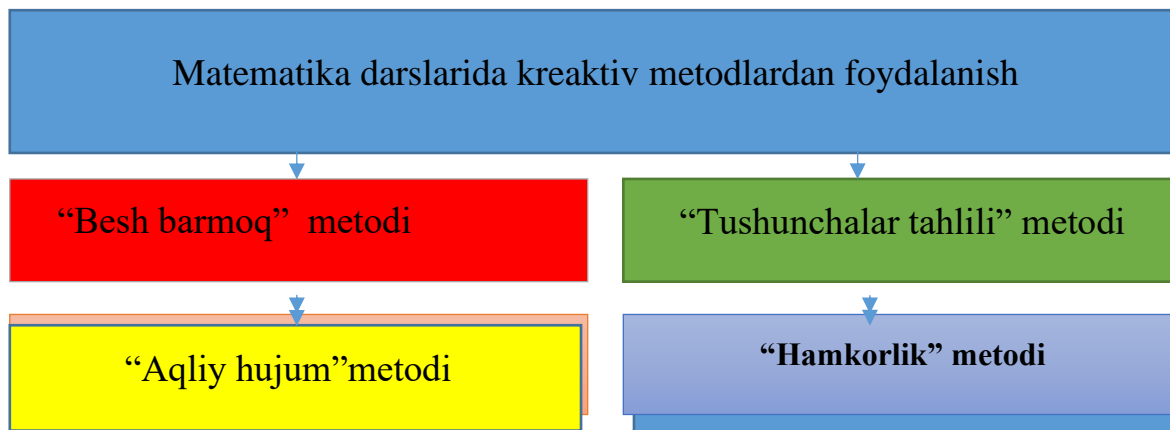 Matematika darslarida kreaktiv metodlardan foydalanish
“Besh barmoq”  metodi
“Tushunchalar tahlili” metodi
“Aqliy hujum”metodi
“Hamkorlik” metodi